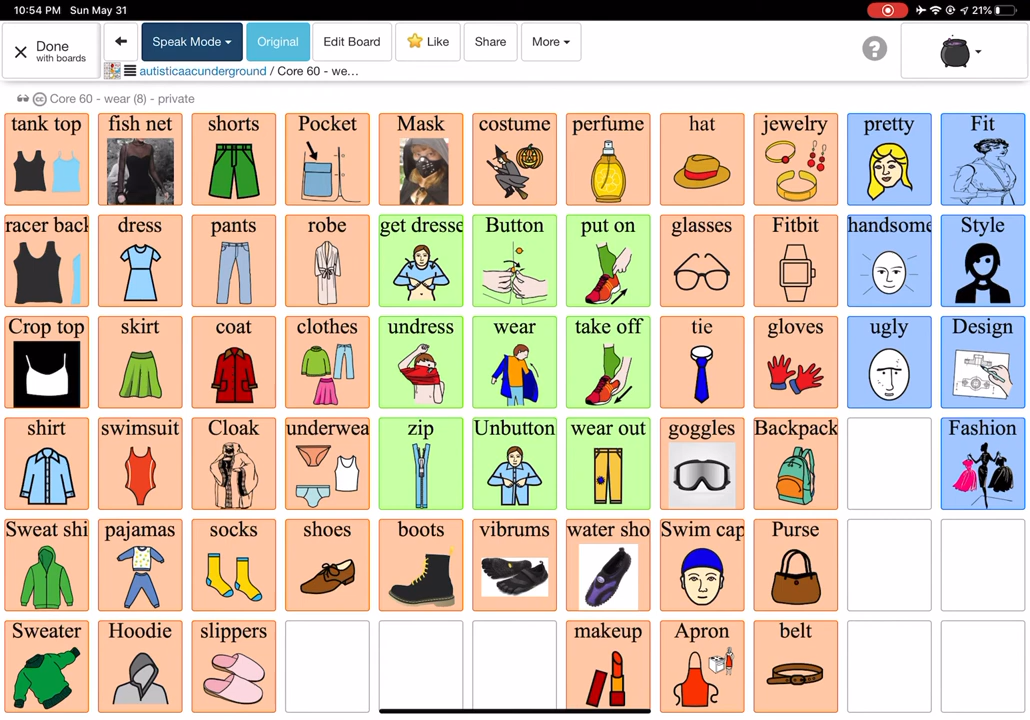 10:54 PM Sun May 31 21%
Done
with boards
Speak Mode
Original
Edit Board
Like
Share
More
?
autisticaacunderground / Core 60 - we...
Core 60 - wear (8) - private
tank top fish net shorts Pocket Mask costume perfume hat jewelry pretty Fit
racer back dress pants robe get dresse Button put on glasses Fitbit handsome Style
Crop top skirt coat clothes undress wear take off tie gloves ugly Design
shirt swimsuit Cloak underwea zip Unbutton wear out goggles Backpack Fashion
Sweat shi pajamas socks shoes boots vibrums water sho Swim cap Purse
Sweater Hoodie slippers makeup Apron belt